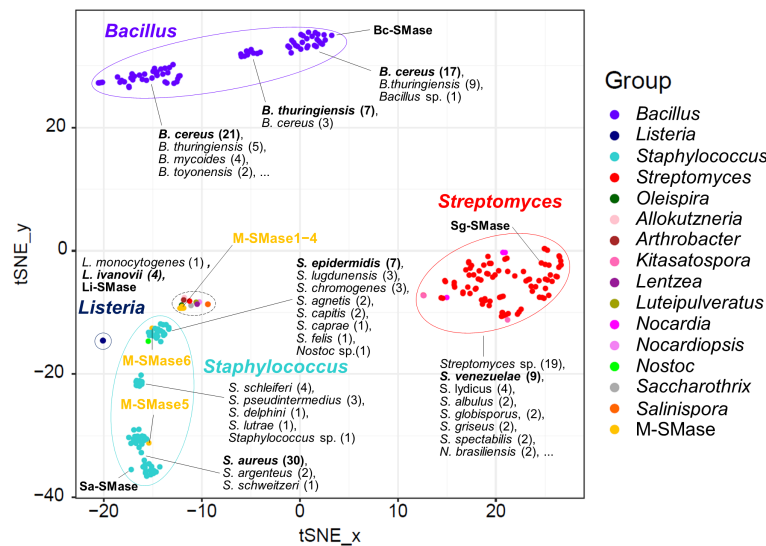 Bacillus
Bc-SMase
B. cereus (17)
B.thuringiensis (9),
Bacillus sp. (1)
B. thuringiensis (7),
B. cereus (3)
B. cereus (21),
B. thuringiensis (5),
B. mycoides (4),
B. toyonensis (2), ...
Streptomyces
Sg-SMase
M-SMase1–4
L. monocytogenes (1) ,
L. ivanovii (4),
Li-SMase
Listeria
S. epidermidis (7),
S. lugdunensis (3),
S. chromogenes (3),
S. agnetis (2),
S. capitis (2),
S. caprae (1),
S. felis (1),
Nostoc sp.(1)
M-SMase6
Staphylococcus
S. schleiferi (4),
S. pseudintermedius (3),
S. delphini (1),
S. lutrae (1),
Staphylococcus sp. (1)
M-SMase5
S. aureus (30),
S. argenteus (2),
S. schweitzeri (1)
Sa-SMase
Streptomyces sp. (19),
S. venezuelae (9),
S. lydicus (4),
S. albulus (2),
S. globisporus, (2),
S. griseus (2),
S. spectabilis (2),
N. brasiliensis (2), ...
20
0
−20
−40
tSNE_y
−20
−10
0
10
20
tSNE_x
Group
Bacillus
Listeria
Staphylococcus
Streptomyces
Oleispira
Allokutzneria
Arthrobacter
Kitasatospora
Lentzea
Luteipulveratus
Nocardia
Nocardiopsis
Nostoc
Saccharothrix
Salinispora
M-SMase